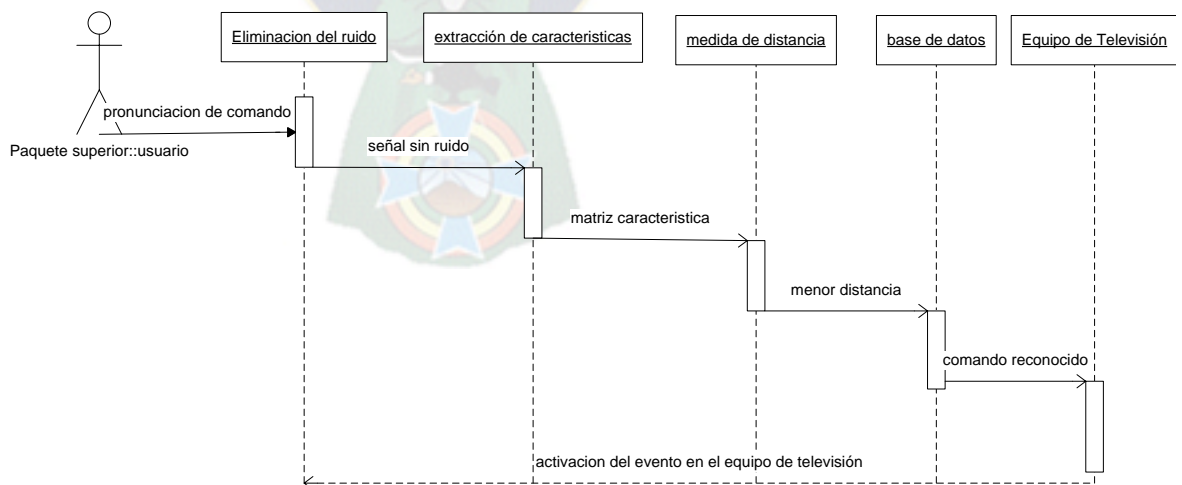 Eliminacion del ruido
extracción de caracteristicas
medida de distancia
base de datos
Equipo de Televisión
pronunciacion de comando
Paquete superior::usuario
señal sin ruido
matriz caracteristica
menor distancia
comando reconocido
activacion del evento en el equipo de televisión